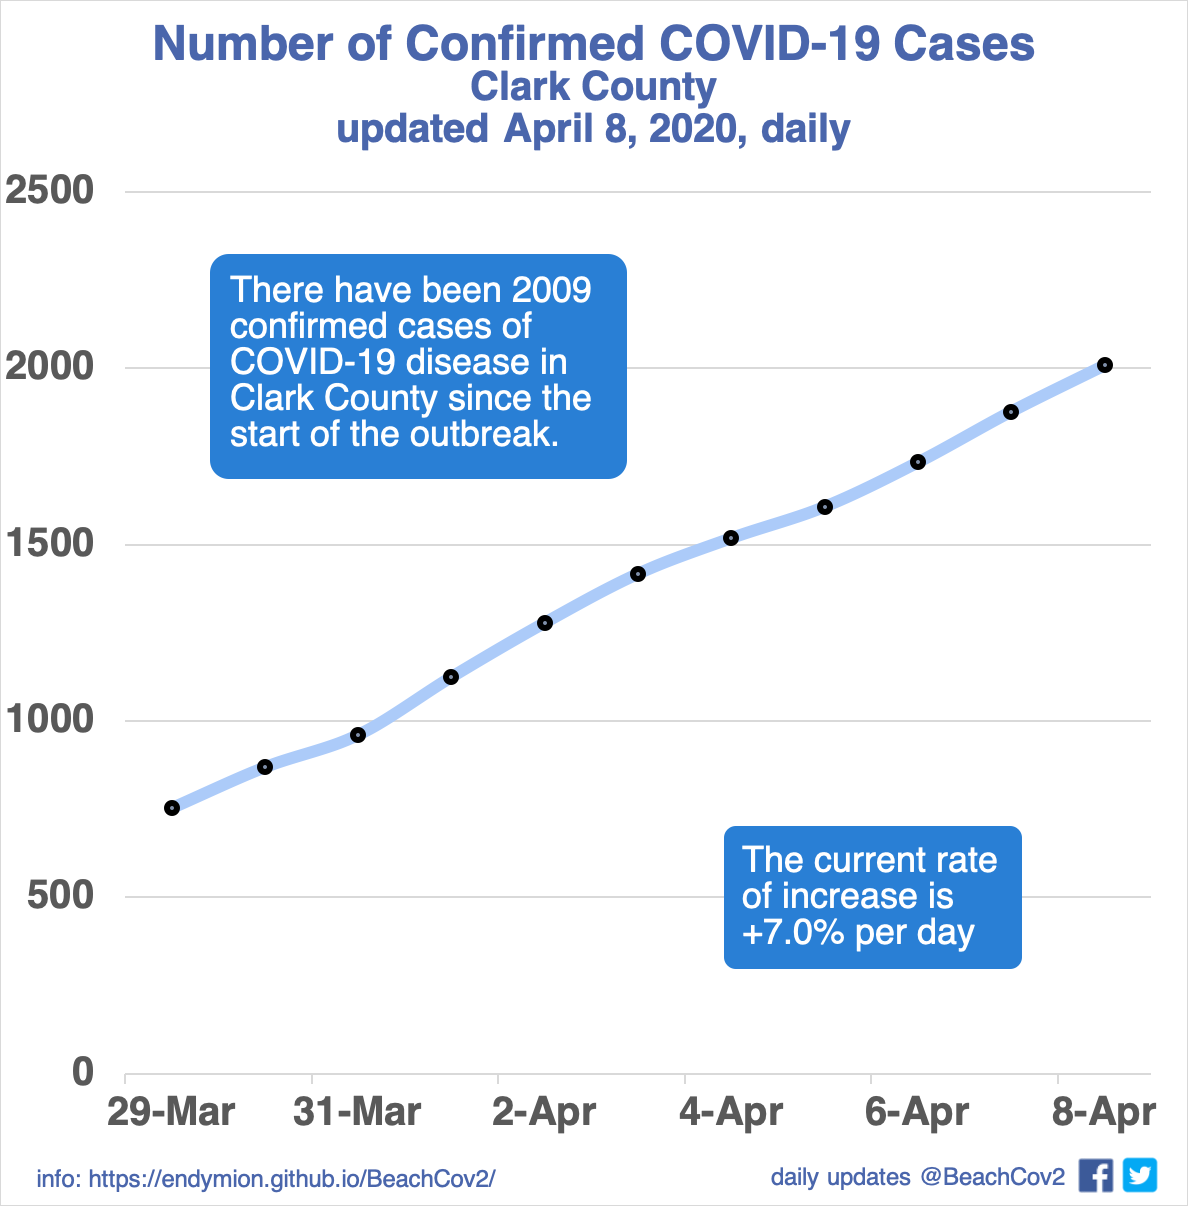 Number of Confirmed COVID-19 Cases
Clark County
updated April 8, 2020, daily
2500
There have been 2009
confirmed cases of
COVID-19 disease in
Clark County since the
start of the outbreak.
2000
1500
1000
The current rate
of increase is
+7.0% per day
500
0
29-Mar 31-Mar 2-Apr 4-Apr 6-Apr 8-Apr
info: https://endymion.github.io/BeachCov2/
daily updates @BeachCov2